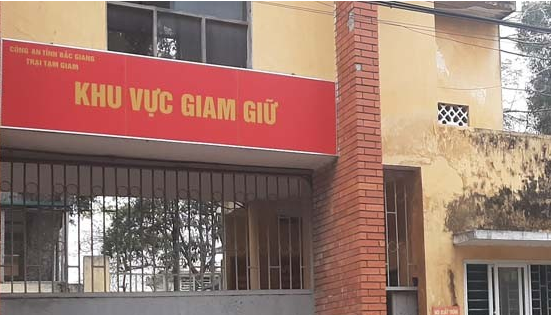 CÔNG AN TỈNH BẮC GIANG
TRẠI TẠM GIAM
KHU VỰC GIAM GIỮ